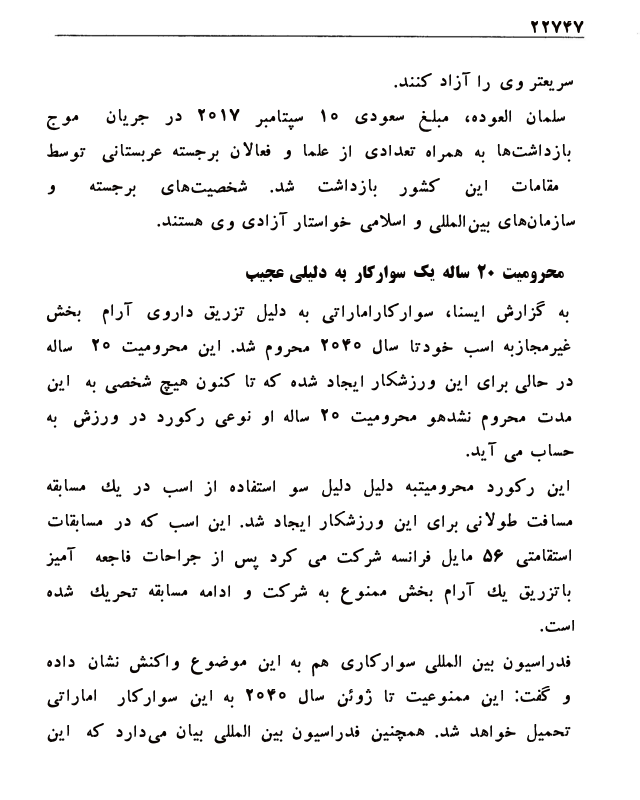 ۲۲۷۴۷
سریعتر وی را آزاد کنند.
سلمان العوده، مبلغ سعودی ۱۰ سپتامبر ۲۰۱۷ در جریان موج
بازداشت‌ها به همراه تعدادی از علما و فعالان برجسته عربستانی توسط
مقامات این کشور بازداشت شد. شخصیت‌های برجسته و
سازمان‌های بین‌المللی و اسلامی خواستار آزادی وی هستند.
محرومیت ۲۰ ساله یک سوارکار به دلیلی عجیب
به گزارش ایسنا، سوارکاراماراتی به دلیل تزریق داروی آرام بخش
غیرمجازبه اسب خودتا سال ۲۰۴۰ محروم شد. این محرومیت ۲۰ ساله
در حالی برای این ورزشکار ایجاد شده که تا کنون هیچ شخصی به این
مدت محروم نشدهو محرومیت ۲۰ ساله او نوعی رکورد در ورزش به
حساب می آید.
این رکورد محرومیتبه دلیل دلیل سو استفاده از اسب در یك مسابقه
مسافت طولانی برای این ورزشکار ایجاد شد. این اسب که در مسابقات
استقامتی ۵۶ مایل فرانسه شرکت می کرد پس از جراحات فاجعه آمیز
باتزریق یك آرام بخش ممنوع به شرکت و ادامه مسابقه تحریك شده
است.
فدراسیون بین المللی سوارکاری هم به این موضوع واکنش نشان داده
و گفت: این ممنوعیت تا ژوئن سال ۲۰۴۰ به این سوارکار اماراتی
تحمیل خواهد شد. همچنین فدراسیون بین المللی بیان می‌دارد که این